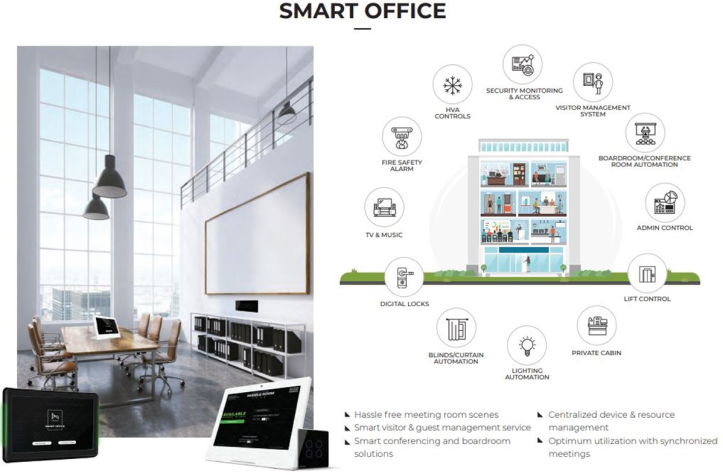 SMART OFFICE
SECURITY MONITORING
& ACCESS
HVA
CONTROLS
VISITOR MANAGEMENT
SYSTEM
FIRE SAFETY
ALARM
BOARDROOM/CONFERENCE
ROOM AUTOMATION
TV & MUSIC
ADMIN CONTROL
DIGITAL LOCKS
LIFT CONTROL
BLINDS/CURTAIN
AUTOMATION
LIGHTING
AUTOMATION
PRIVATE CABIN
SMART OFFICE
AVAILABLE
Hassle free meeting room scenes
Smart visitor & guest management service
Smart conferencing and boardroom
solutions
Centralized device & resource
management
Optimum utilization with synchronized
meetings